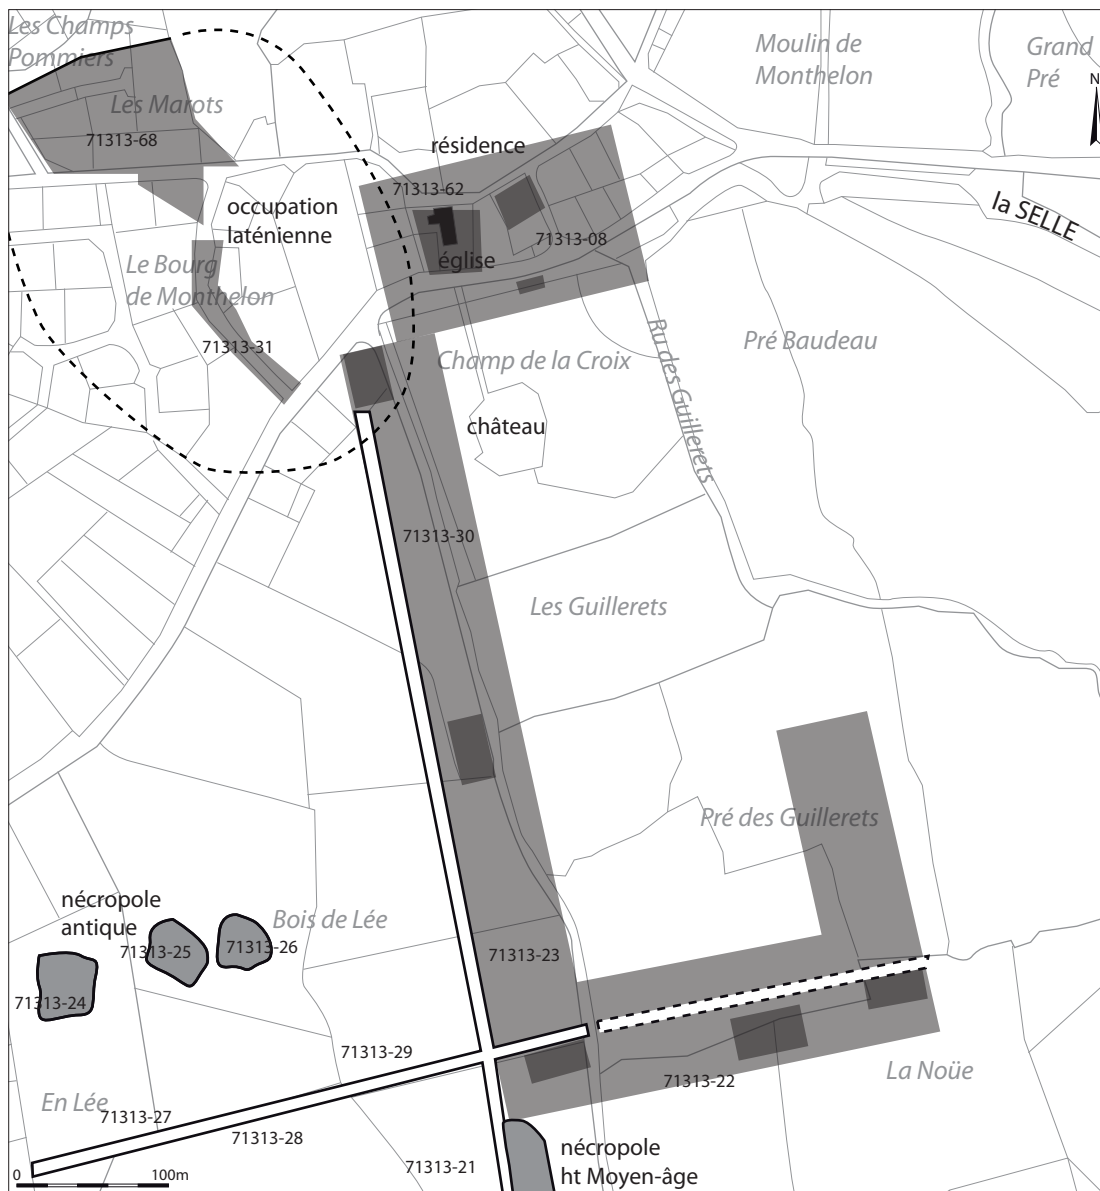 Les Champs
Pommiers
Moulin de
Monthelon
Grand
Pré
N
Les Marots
71313-68
résidence
71313-62
la SELLE
occupation
laténienne
71313-08
église
Le Bourg
de Monthelon
71313-31
Ru des Guillerets
Pré Baudeau
Champ de la Croix
château
71313-30
Les Guillerets
Pré des Guillerets
nécropole
antique
Bois de Lée
71313-25
71313-26
71313-23
71313-24
71313-29
La Noüe
71313-22
En Lée
71313-27
71313-28
nécropole
ht Moyen-âge
71313-21
0 100m